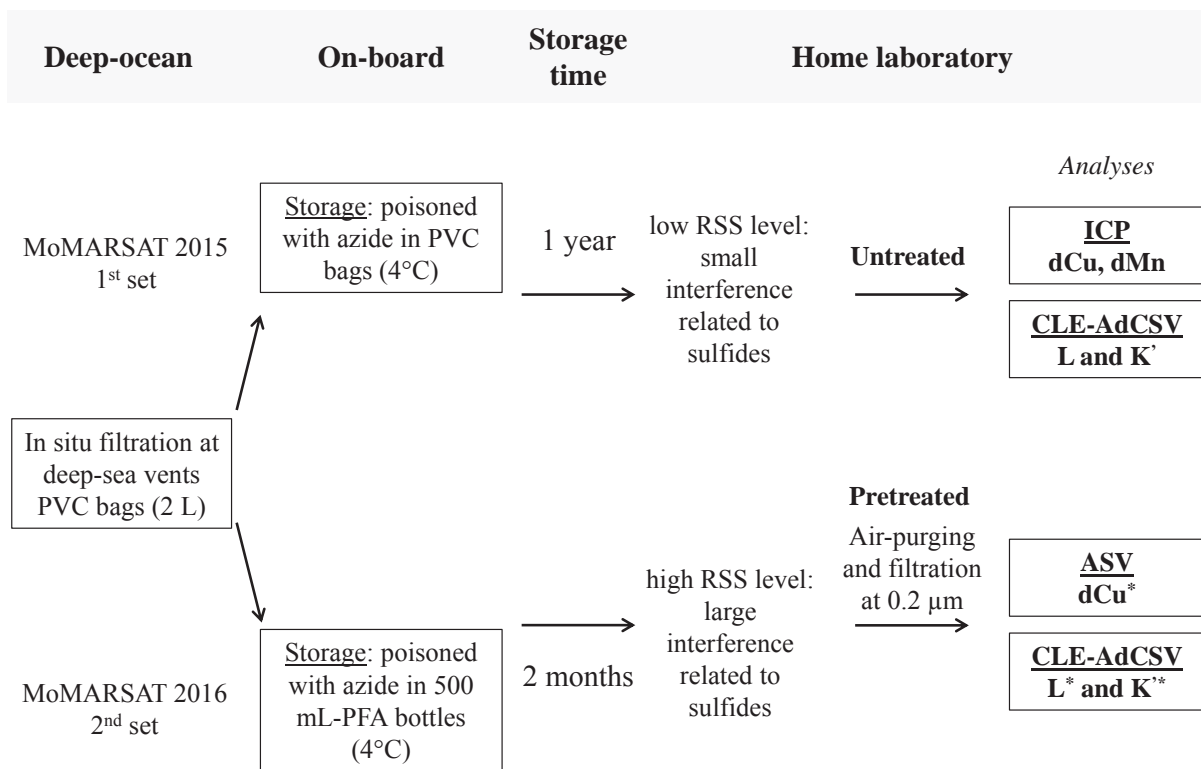 Deep-ocean
On-board
Storage
time
Home laboratory
Analyses
MoMARSAT 2015
1st set
Storage: poisoned
with azide in PVC
bags (4°C)
1 year
low RSS level:
small
interference
related to
sulfides
Untreated
ICP
dCu, dMn
CLE-AdCSV
L and K’
In situ filtration at
deep-sea vents
PVC bags (2 L)
MoMARSAT 2016
2nd set
Storage: poisoned
with azide in 500
mL-PFA bottles
(4°C)
2 months
high RSS level:
large
interference
related to
sulfides
Pretreated
Air-purging
and filtration
at 0.2 µm
ASV
dCu*
CLE-AdCSV
L* and K’*